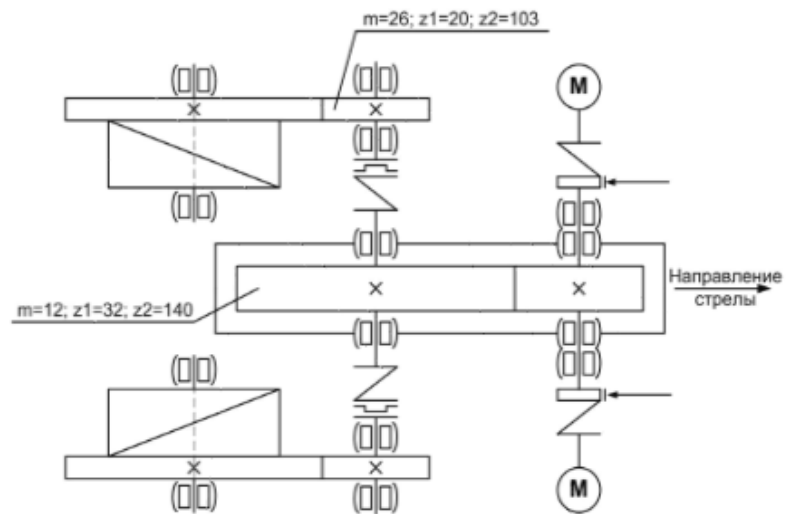 m=26; z1=20; z2=103
M
Направление
стрелы
m=12; z1=32; z2=140
M